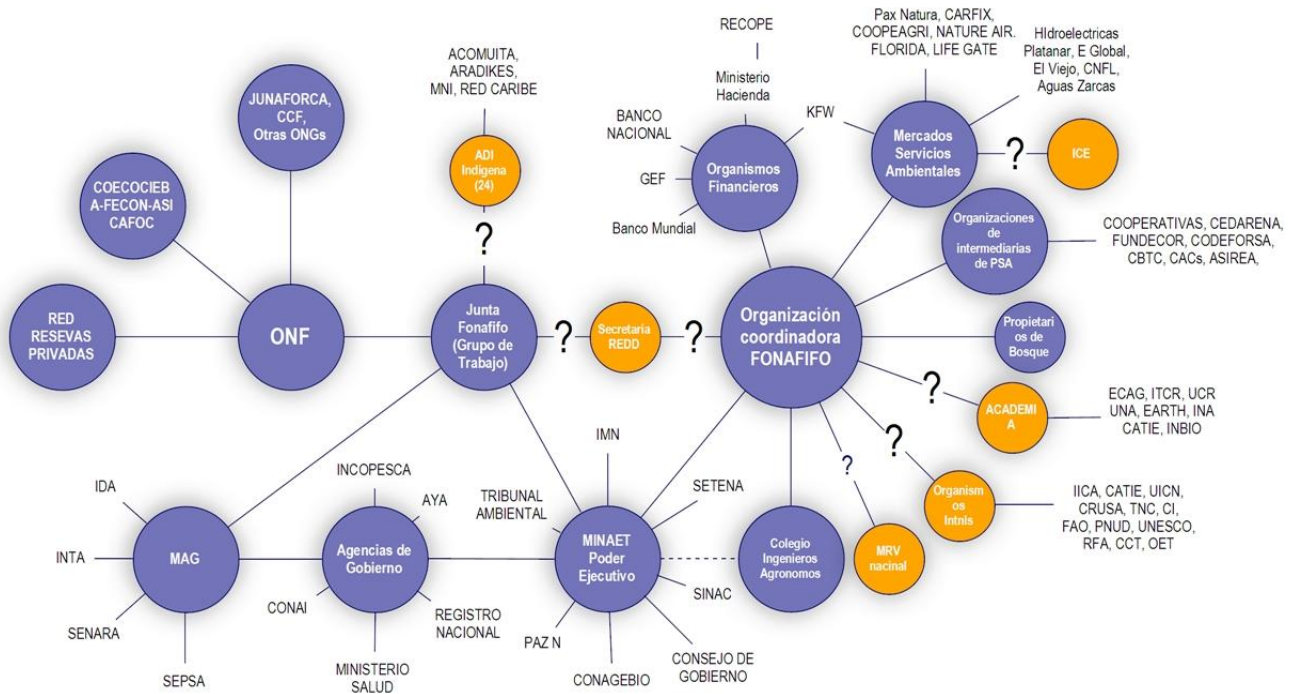 RECOPE
Pax Natura, CARFIX,
COOPEAGRI, NATURE AIR.
FLORIDA, LIFE GATE
HIdroelectricas
Platanar, E Global,
El Viejo, CNFL,
Aguas Zarcas
ACOMUITA,
ARADIKES,
MNI, RED CARIBE
Ministerio
Hacienda
JUNAFORCA,
CCF,
Otras ONGs
BANCO
NACIONAL
KFW
Mercados
Servicios
Ambientales
?
ICE
ADI
Indigena
(24)
Organismos
Financieros
GEF
Banco Mundial
COECOCIEB
A-FECON-ASI
CAFOC
Organizaciones
de
intermediarias
de PSA
COOPERATIVAS, CEDARENA,
FUNDECOR, CODEFORSA,
CBTC, CACs, ASIREA,
?
RED
RESEVAS
PRIVADAS
ONF
Junta
Fonafifo
(Grupo de
Trabajo)
?
Secretaria
REDD
?
Organización
coordinadora
FONAFIFO
Propietari
os de
Bosque
?
ACADEMI
A
ECAG, ITCR, UCR
UNA, EARTH, INA
CATIE, INBIO
?
?
Organism
os
Intnls
IICA, CATIE, UICN,
CRUSA, TNC, CI,
FAO, PNUD, UNESCO,
RFA, CCT, OET
IMN
INCOPESCA
IDA
AYA
TRIBUNAL
AMBIENTAL
SETENA
INTA
MAG
Agencias de
Gobierno
MINAET
Poder
Ejecutivo
Colegio
Ingenieros
Agronomos
MRV
nacinal
SINAC
CONAI
REGISTRO
NACIONAL
SENARA
PAZ N
CONSEJO DE
GOBIERNO
SEPSA
MINISTERIO
SALUD
CONAGEBIO